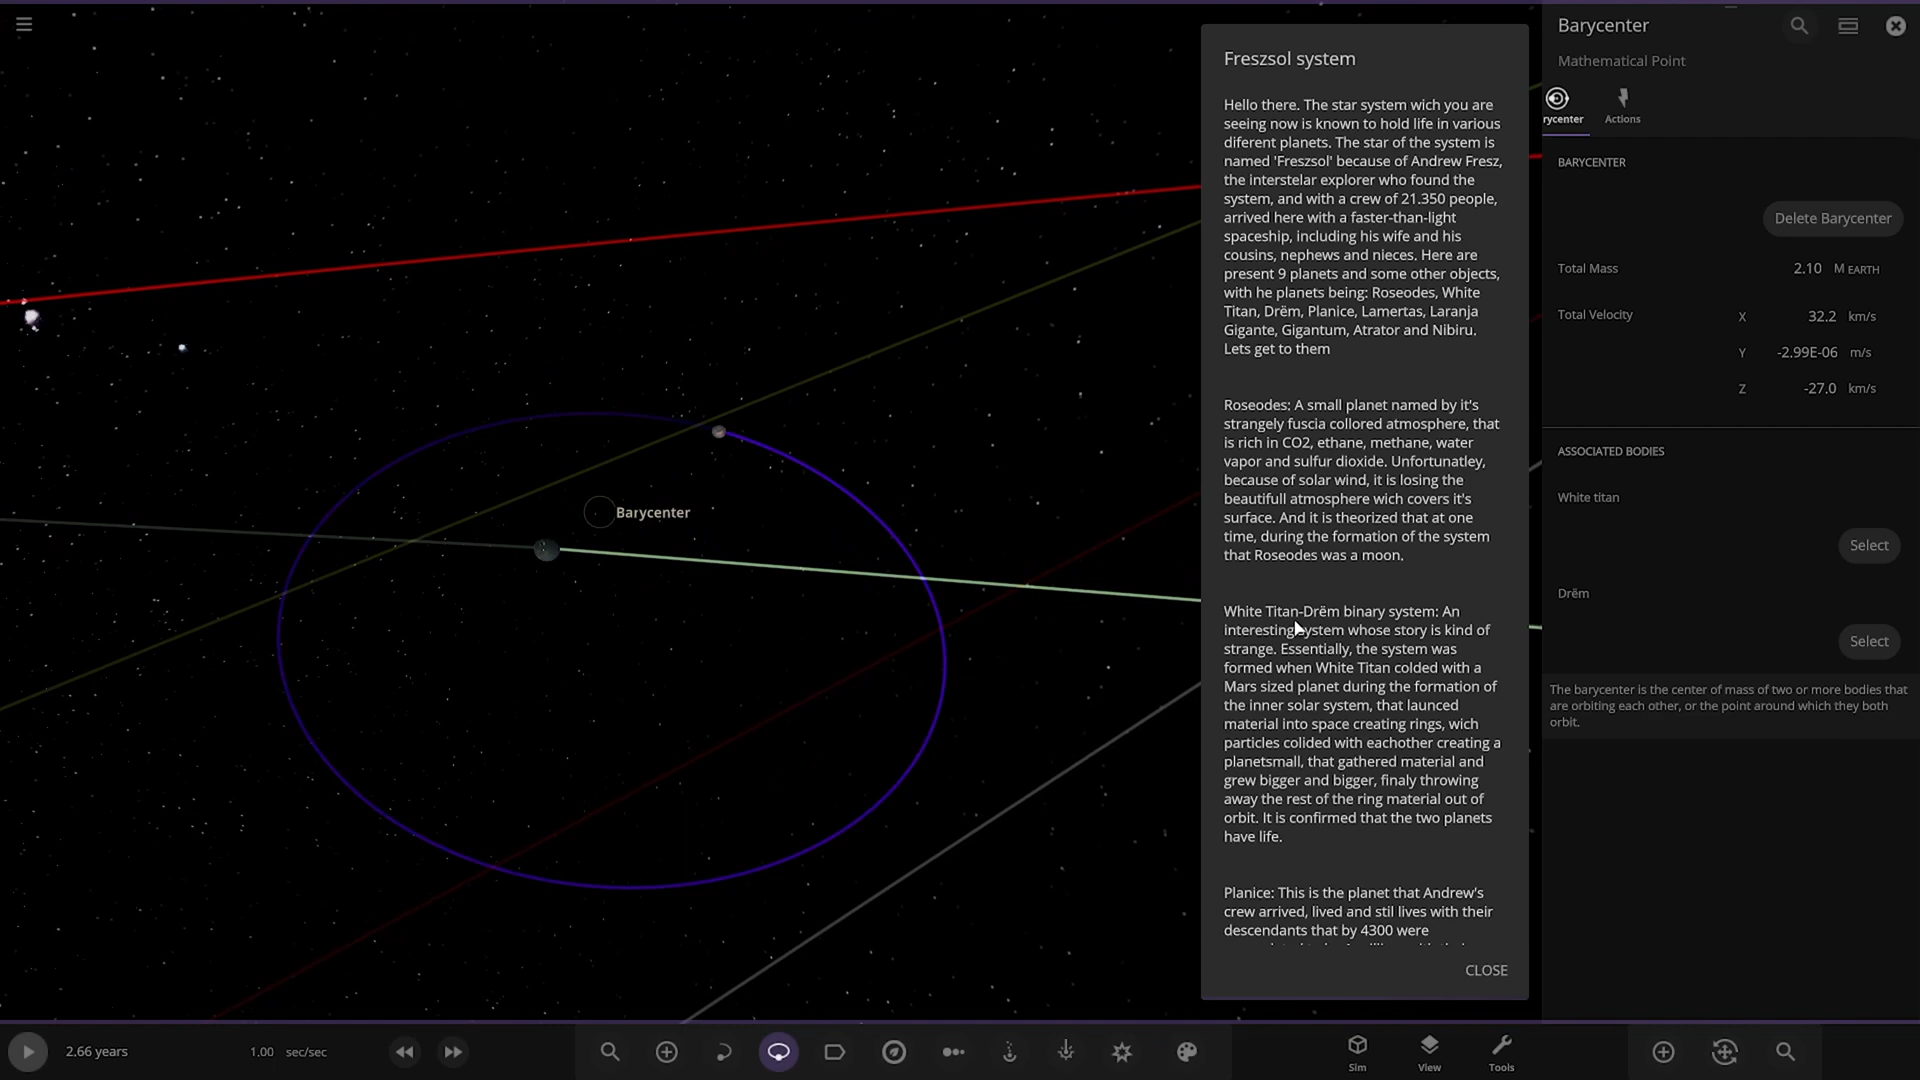 Freszsol system
Hello there. The star system wich you are
seeing now is known to hold life in various
diferent planets. The star of the system is
named 'Freszsol' because of Andrew Fresz,
the interstelar explorer who found the
system, and with a crew of 21.350 people,
arrived here with a faster-than-light
spaceship, including his wife and his
cousins, nephews and nieces. Here are
present 9 planets and some other objects,
with he planets being: Roseodes, White
Titan, Drëm, Planice, Lamertas, Laranja
Gigante, Gigantum, Atrator and Nibiru.
Lets get to them
Roseodes: A small planet named by it's
strangely fuscia collored atmosphere, that
is rich in CO2, ethane, methane, water
vapor and sulfur dioxide. Unfortunatley,
because of solar wind, it is losing the
beautifull atmosphere wich covers it's
surface. And it is theorized that at one
time, during the formation of the system
that Roseodes was a moon.
White Titan-Drëm binary system: An
interesting system whose story is kind of
strange. Essentially, the system was
formed when White Titan colded with a
Mars sized planet during the formation of
the inner solar system, that launced
material into space creating rings, wich
particles colided with eachother creating a
planetsmall, that gathered material and
grew bigger and bigger, finaly throwing
away the rest of the ring material out of
orbit. It is confirmed that the two planets
have life.
Planice: This is the planet that Andrew's
crew arrived, lived and stil lives with their
descendants that by 4300 were
CLOSE
Barycenter
Barycenter
Mathematical Point
rycenter
Actions
BARYCENTER
Delete Barycenter
Total Mass 2.10 M EARTH
Total Velocity X 32.2 km/s
Y -2.99E-06 m/s
Z -27.0 km/s
ASSOCIATED BODIES
White titan
Select
Drëm
Select
The barycenter is the center of mass of two or more bodies that
are orbiting each other, or the point around which they both
orbit.
2.66 years 1.00 sec/sec
Sim View Tools